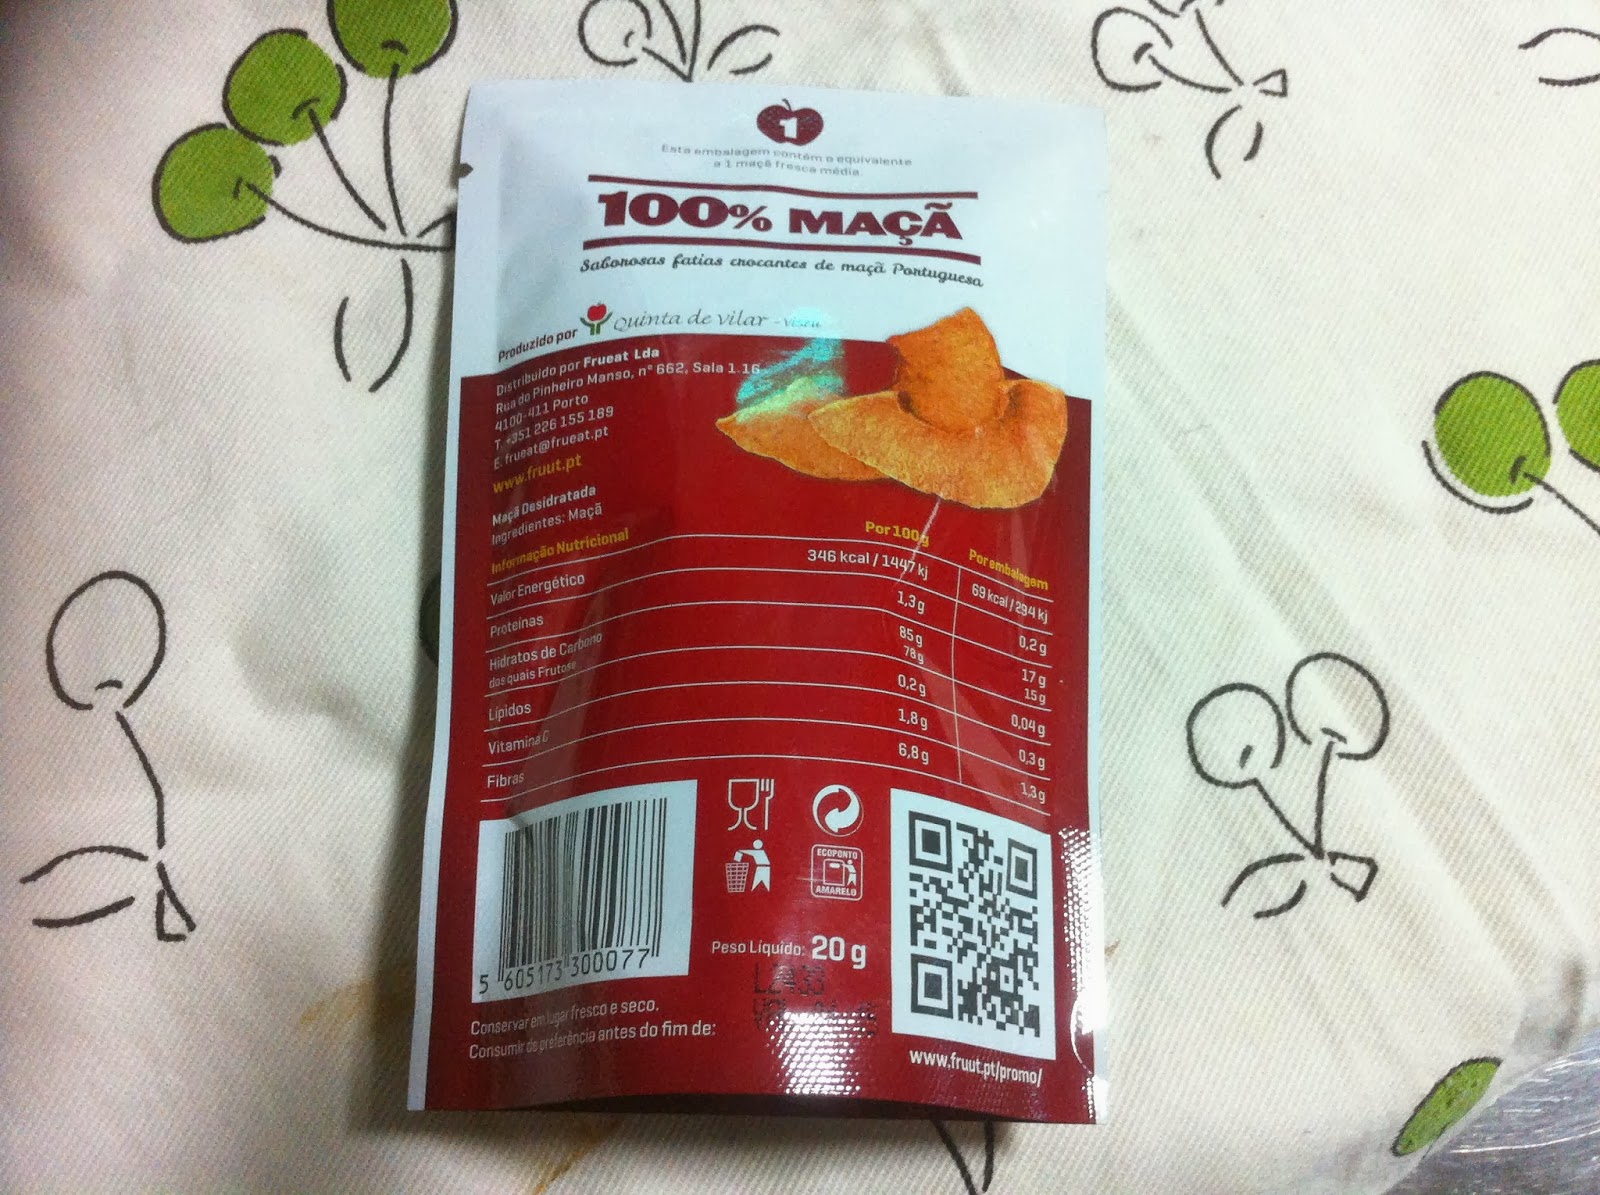 1
Esta embalagem contém o equivalente
a 1 maçã fresca média.
100% MAÇÃ
Saborosas fatias crocantes de maçã Portuguesa
Produzido por Quinta de vilar - Viseu
Distribuído por Frueat Lda
Rua do Pinheiro Manso, nº 662, Sala 1.16
4100-411 Porto
T. +351 226 155 189
E. frueat@frueat.pt
www.fruut.pt
Maçã Desidratada
Ingredientes: Maçã
Informação Nutricional Por 100g Por embalagem
Valor Energético 346 kcal / 1447 kj 69 kcal / 294 kj
Proteínas 1,3g 0,2g
Hidratos de Carbono 85g 17g
dos quais Frutose 78g 15g
Lípidos 0,2g 0,04g
Vitamina C 1,8g 0,3g
Fibras 6,8g 1,3g
ECOPONTO
AMARELO
Peso Líquido: 20 g
L2433
5 605173 300077
Conservar em lugar fresco e seco.
Consumir de preferência antes do fim de:
www.fruut.pt/promo/